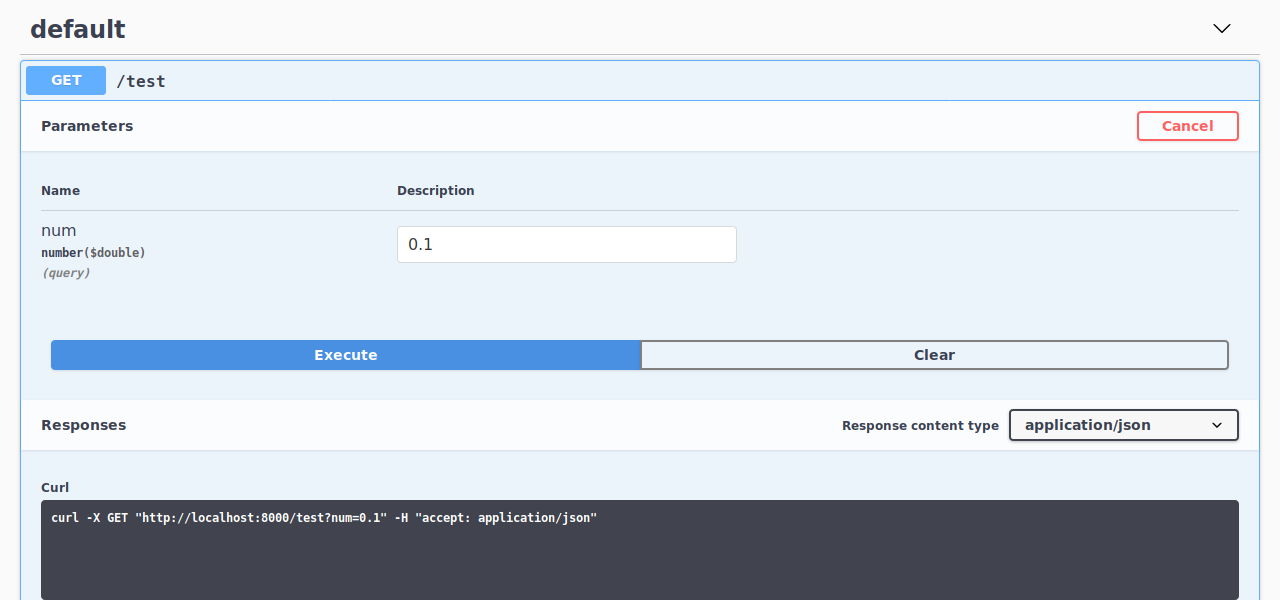 default
GET /test
Parameters
Cancel
Name Description
num
number($double)
(query)
0.1
Execute Clear
Responses
Response content type application/json
Curl
curl -X GET "http://localhost:8000/test?num=0.1" -H "accept: application/json"